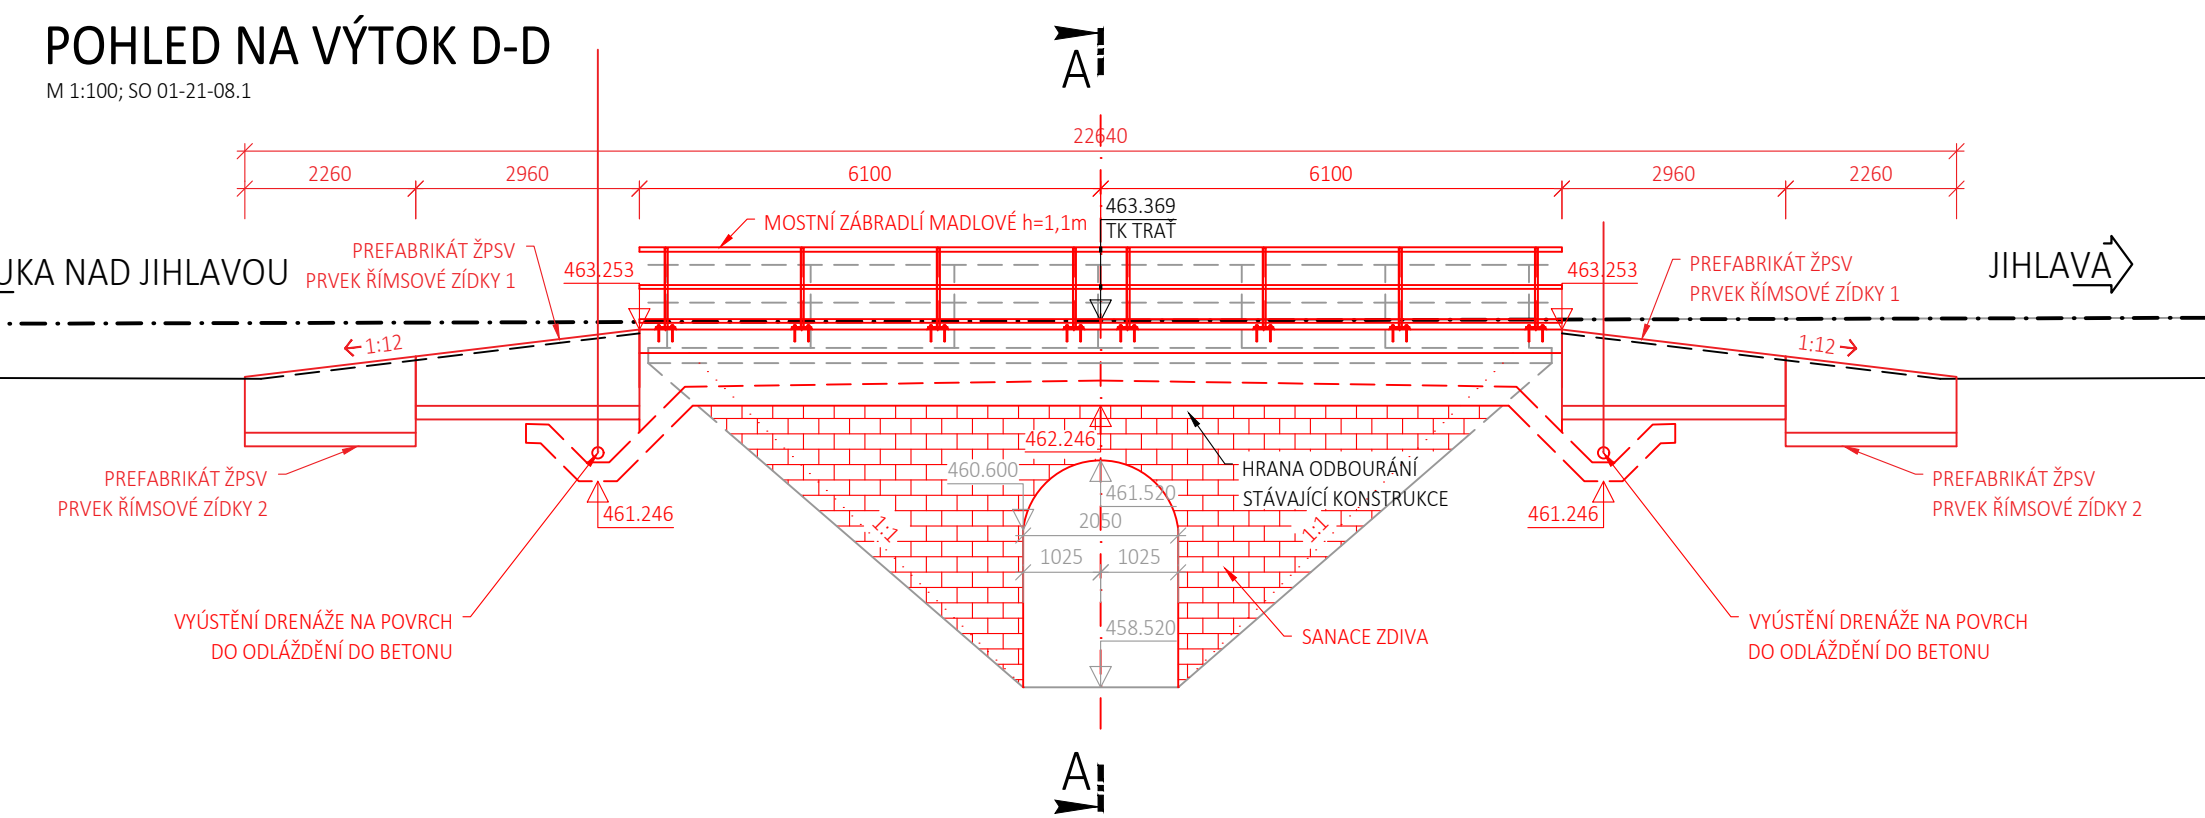 POHLED NA VÝTOK D-D
M 1:100; SO 01-21-08.1
A
22640
2260
2960
6100
6100
2960
2260
MOSTNÍ ZÁBRADLÍ MADLOVÉ h=1,1m
463.369
TK TRAŤ
PREFABRIKÁT ŽPSV
PRVEK ŘÍMSOVÉ ZÍDKY 1
463.253
463.253
PREFABRIKÁT ŽPSV
PRVEK ŘÍMSOVÉ ZÍDKY 1
UKA NAD JIHLAVOU
JIHLAVA
1:12
1:12
462.246
HRANA ODBOURÁNÍ
STÁVAJÍCÍ KONSTRUKCE
460.600
461.520
PREFABRIKÁT ŽPSV
PRVEK ŘÍMSOVÉ ZÍDKY 2
461.246
461.246
PREFABRIKÁT ŽPSV
PRVEK ŘÍMSOVÉ ZÍDKY 2
1:1
2050
1:1
1025
1025
VYÚSTĚNÍ DRENÁŽE NA POVRCH
DO ODLÁŽDĚNÍ DO BETONU
458.520
SANACE ZDIVA
VYÚSTĚNÍ DRENÁŽE NA POVRCH
DO ODLÁŽDĚNÍ DO BETONU
A